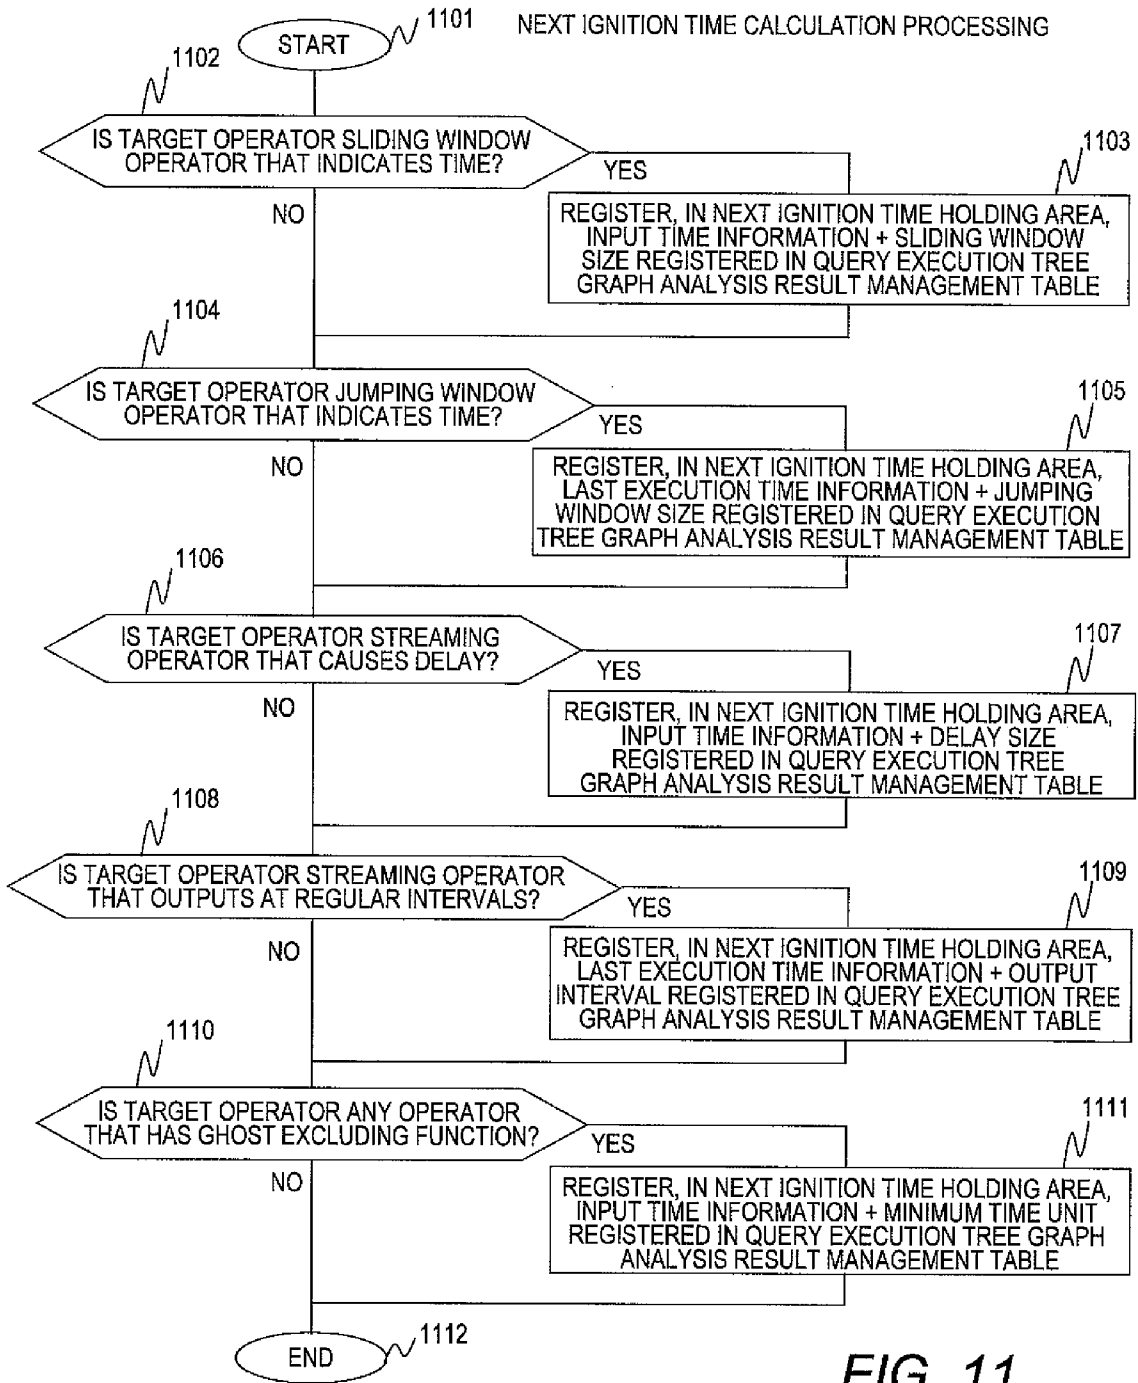 1101
NEXT IGNITION TIME CALCULATION PROCESSING
START
1102
IS TARGET OPERATOR SLIDING WINDOW
OPERATOR THAT INDICATES TIME?
YES
1103
NO
REGISTER, IN NEXT IGNITION TIME HOLDING AREA,
INPUT TIME INFORMATION + SLIDING WINDOW
SIZE REGISTERED IN QUERY EXECUTION TREE
GRAPH ANALYSIS RESULT MANAGEMENT TABLE
1104
IS TARGET OPERATOR JUMPING WINDOW
OPERATOR THAT INDICATES TIME?
YES
1105
NO
REGISTER, IN NEXT IGNITION TIME HOLDING AREA,
LAST EXECUTION TIME INFORMATION + JUMPING
WINDOW SIZE REGISTERED IN QUERY EXECUTION
TREE GRAPH ANALYSIS RESULT MANAGEMENT TABLE
1106
IS TARGET OPERATOR STREAMING
OPERATOR THAT CAUSES DELAY?
YES
1107
NO
REGISTER, IN NEXT IGNITION TIME HOLDING AREA,
INPUT TIME INFORMATION + DELAY SIZE
REGISTERED IN QUERY EXECUTION TREE
GRAPH ANALYSIS RESULT MANAGEMENT TABLE
1108
IS TARGET OPERATOR STREAMING OPERATOR
THAT OUTPUTS AT REGULAR INTERVALS?
YES
1109
NO
REGISTER, IN NEXT IGNITION TIME HOLDING AREA,
LAST EXECUTION TIME INFORMATION + OUTPUT
INTERVAL REGISTERED IN QUERY EXECUTION TREE
GRAPH ANALYSIS RESULT MANAGEMENT TABLE
1110
IS TARGET OPERATOR ANY OPERATOR
THAT HAS GHOST EXCLUDING FUNCTION?
YES
1111
NO
REGISTER, IN NEXT IGNITION TIME HOLDING AREA,
INPUT TIME INFORMATION + MINIMUM TIME UNIT
REGISTERED IN QUERY EXECUTION TREE GRAPH
ANALYSIS RESULT MANAGEMENT TABLE
1112
END
FIG. 11